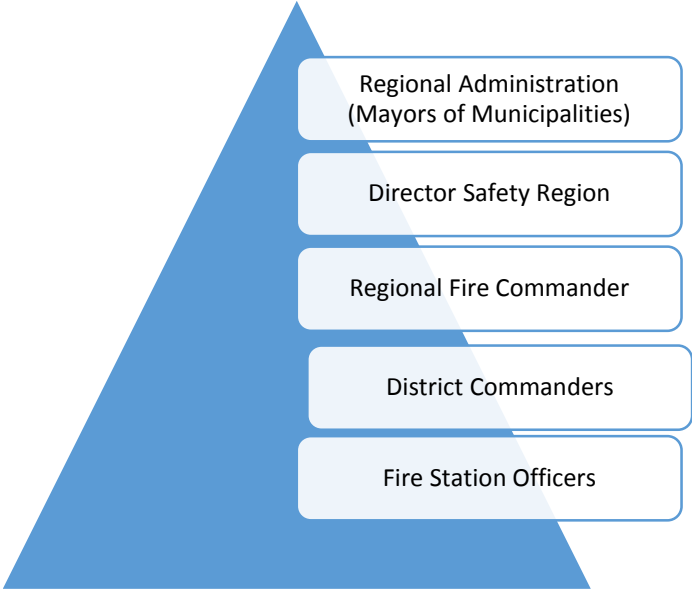 Regional Administration
(Mayors of Municipalities)
Director Safety Region
Regional Fire Commander
District Commanders
Fire Station Officers